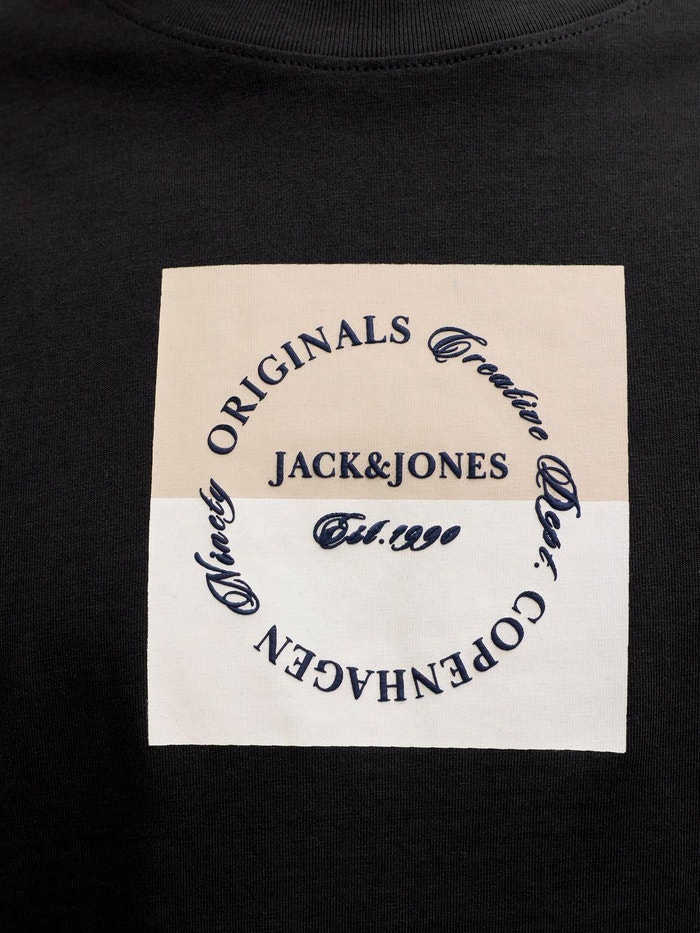 Ninety ORIGINALS Creative Dept. COPENHAGEN
JACK&JONES
Est.1990